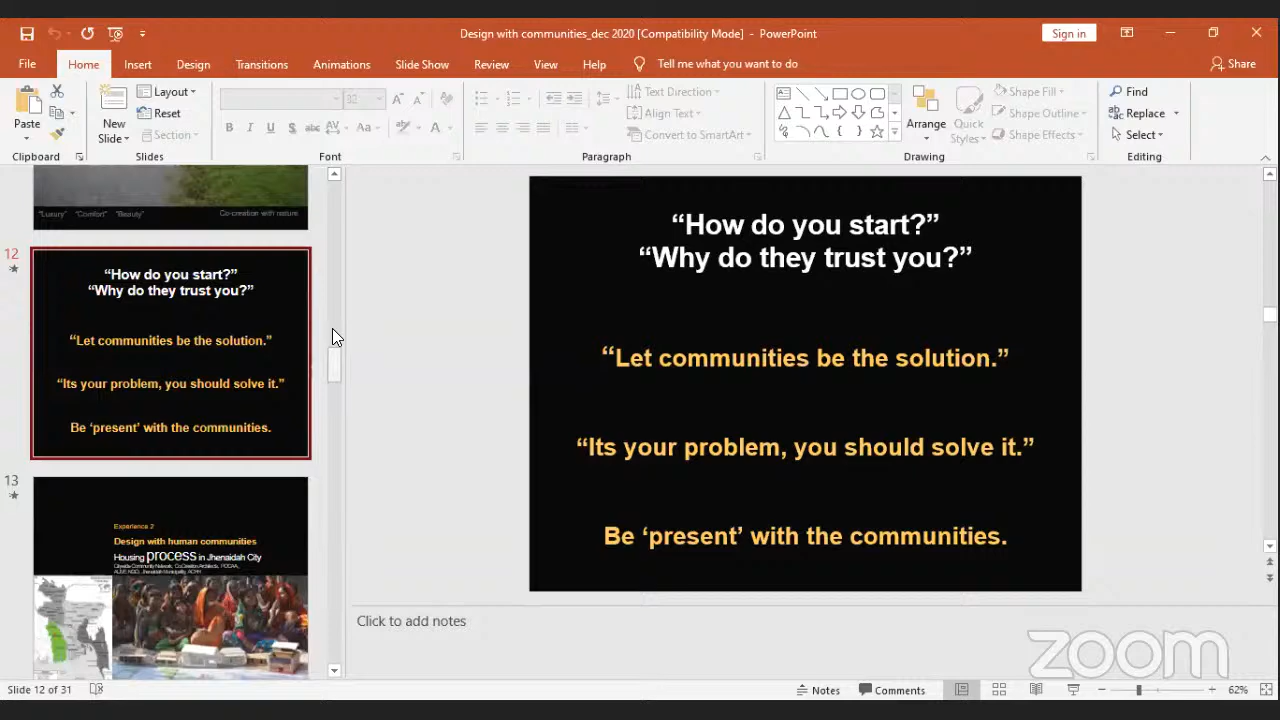 Design with communities_dec 2020 [Compatibility Mode] - PowerPoint
Sign in
File Home Insert Design Transitions Animations Slide Show Review View Help Tell me what you want to do
Share
Paste
Clipboard
New
Slide
Layout
Reset
Section
Slides
32
B I U S abc AV Aa A
Font
Text Direction
Align Text
Convert to SmartArt
Paragraph
Arrange
Quick
Styles
Shape Fill
Shape Outline
Shape Effects
Drawing
Find
Replace
Select
Editing
"Luxury" "Comfort" "Beauty" Co-creation with nature
12
“How do you start?”
“Why do they trust you?”
“Let communities be the solution.”
“Its your problem, you should solve it.”
Be ‘present’ with the communities.
13
Experience 2
Design with human communities
Housing process in Jhenaidah City
“How do you start?”
“Why do they trust you?”
“Let communities be the solution.”
“Its your problem, you should solve it.”
Be ‘present’ with the communities.
Click to add notes
zoom
Slide 12 of 31
Notes
Comments
62%